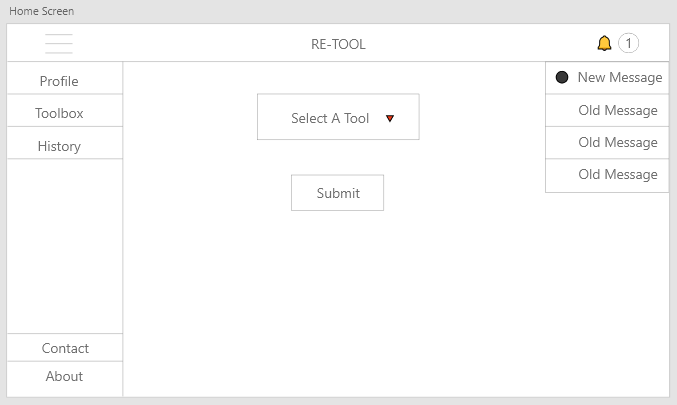 Home Screen
RE-TOOL
1
Profile
Toolbox
History
Contact
About
Select A Tool
Submit
New Message
Old Message
Old Message
Old Message